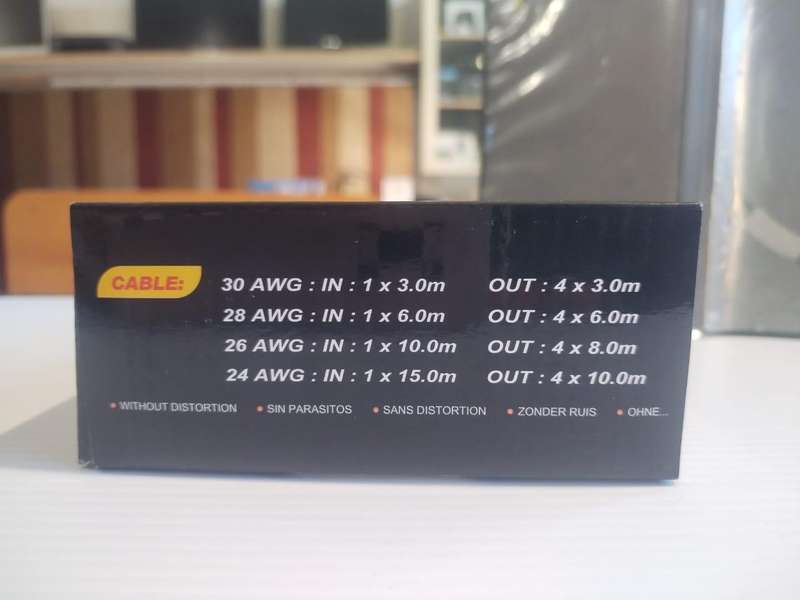 CABLE: 30 AWG : IN : 1 x 3.0m OUT : 4 x 3.0m
28 AWG : IN : 1 x 6.0m OUT : 4 x 6.0m
26 AWG : IN : 1 x 10.0m OUT : 4 x 8.0m
24 AWG : IN : 1 x 15.0m OUT : 4 x 10.0m
• WITHOUT DISTORTION • SIN PARASITOS • SANS DISTORTION • ZONDER RUIS • OHNE...